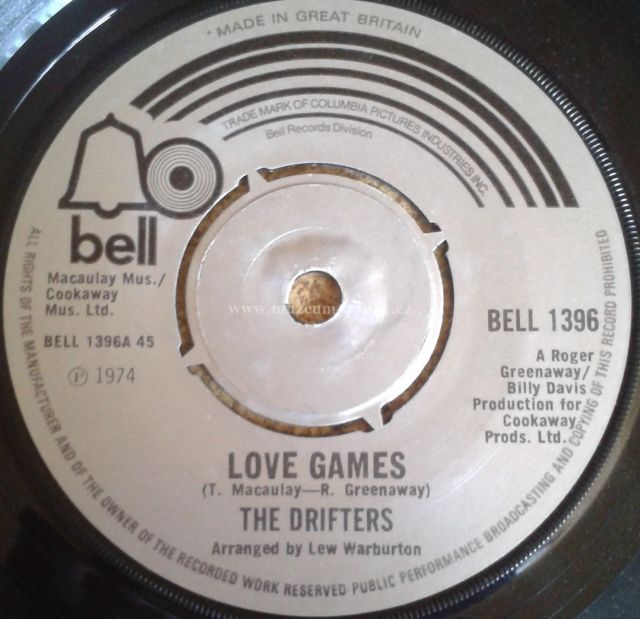 * MADE IN GREAT BRITAIN
TRADE MARK OF COLUMBIA PICTURES INDUSTRIES INC.
Bell Records Division
bell
Macaulay Mus./
Cookaway
Mus. Ltd.
BELL 1396A 45
Ⓟ 1974
BELL 1396
A Roger
Greenaway/
Billy Davis
Production for
Cookaway
Prods. Ltd.
LOVE GAMES
(T. Macaulay—R. Greenaway)
THE DRIFTERS
Arranged by Lew Warburton
ALL RIGHTS OF THE MANUFACTURER AND OF THE OWNER OF THE RECORDED WORK RESERVED PUBLIC PERFORMANCE BROADCASTING AND COPYING OF THIS RECORD PROHIBITED